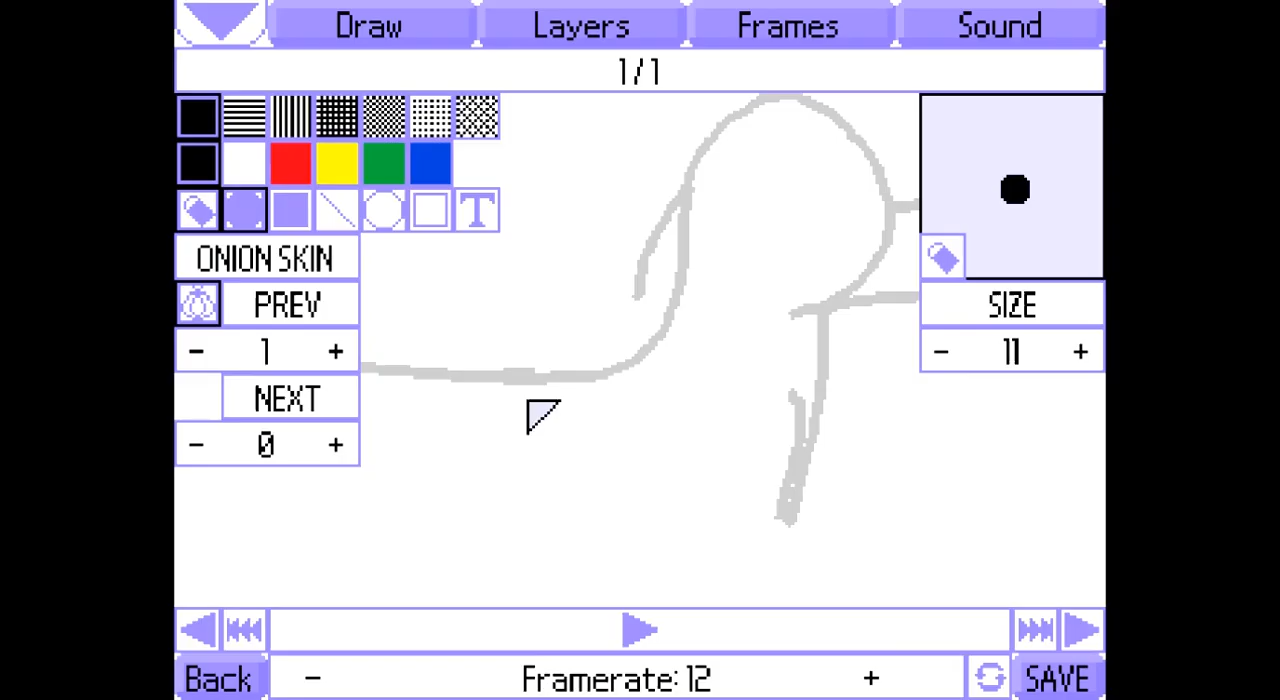 Draw Layers Frames Sound
1/1
T
ONION SKIN
PREV
- 1 +
NEXT
- 0 +
SIZE
- 11 +
Back - Framerate: 12 + SAVE